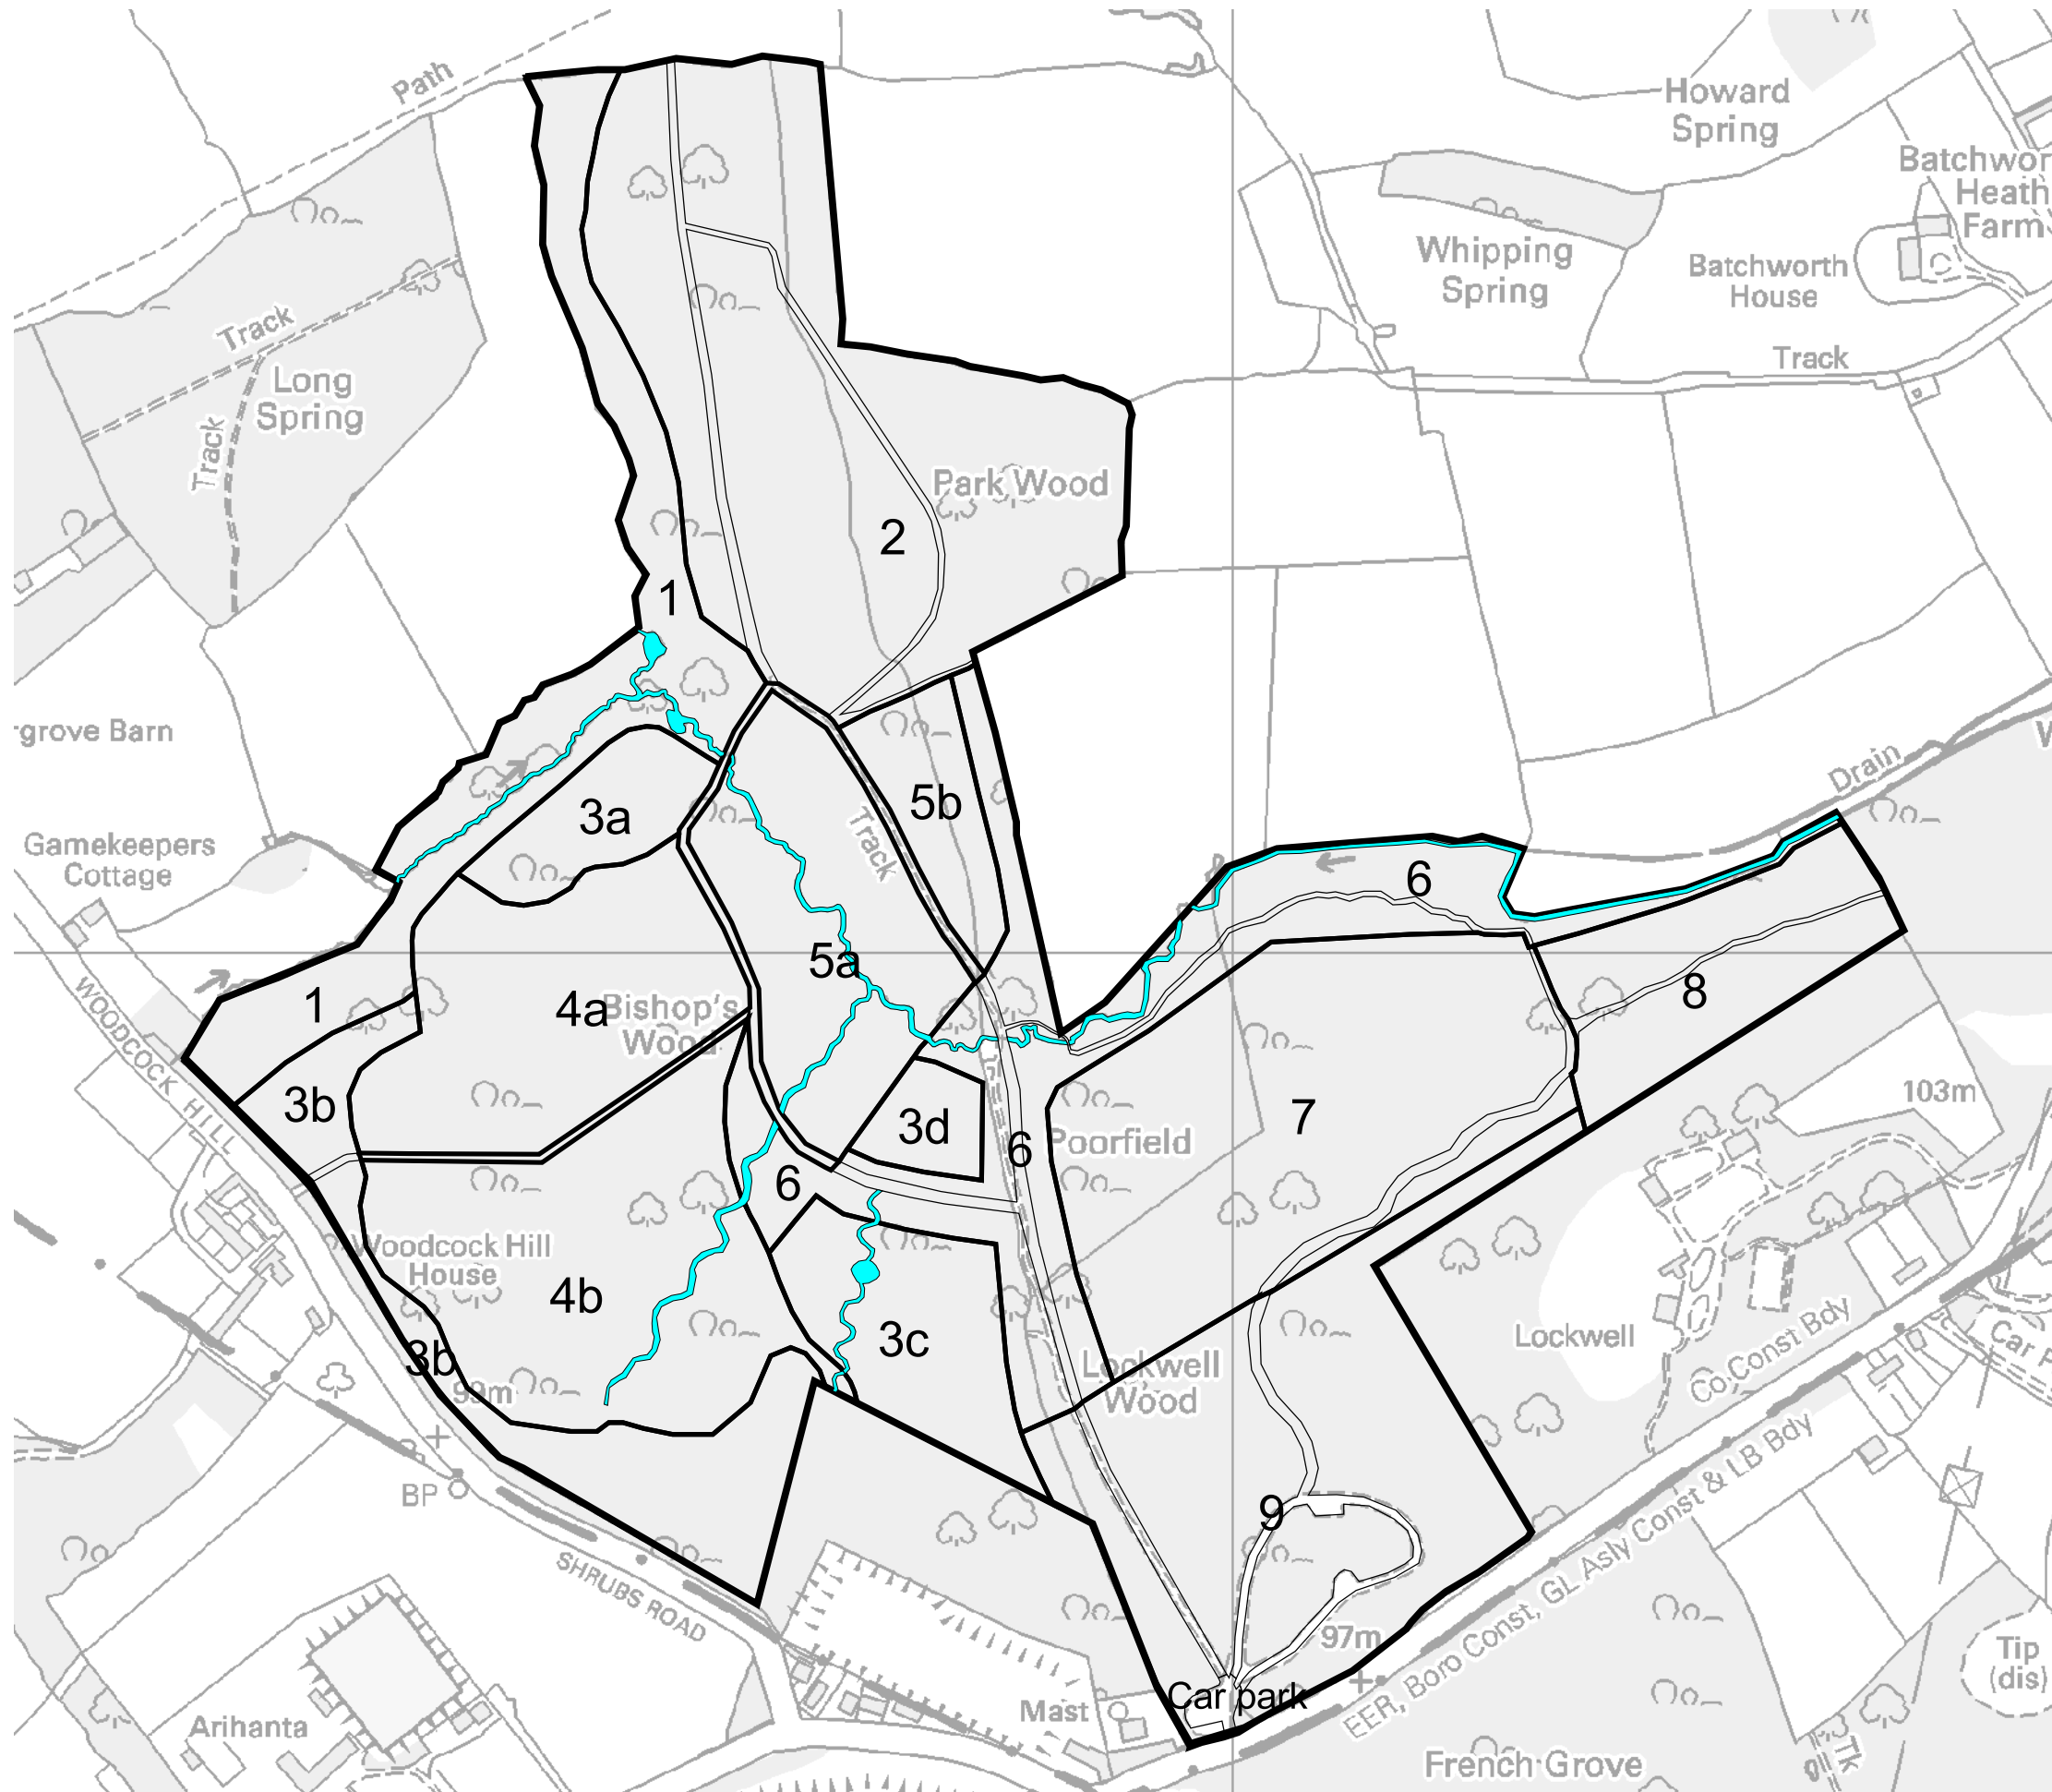 Path
Howard
Spring
Batchwor
Heath
Farm
Whipping
Spring
Batchworth
House
Track
Track
Long
Spring
Track
Park Wood
2
1
rgrove Barn
Drain
W
3a
5b
Track
Gamekeepers
Cottage
6
5a
1
4a
Bishop's
Wood
8
WOODCOCK HILL
3b
103m
7
3d
6
Poorfield
6
Woodcock Hill
House
4b
3c
Lockwell
Co Const Bdy
Car P
3b
99m
Lockwell
Wood
BP
9
EER, Boro Const, GL Asly Const & LB Bdy
SHRUBS ROAD
97m
Tip
(dis)
Car park
Mast
Arihanta
French Grove
Tk